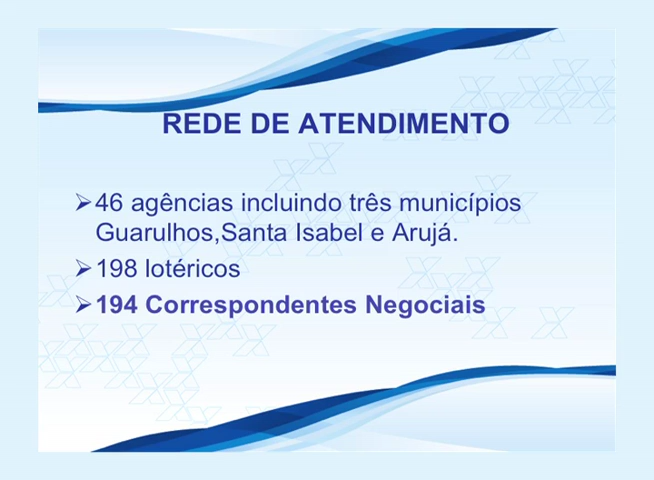 REDE DE ATENDIMENTO
➢46 agências incluindo três municípios
Guarulhos,Santa Isabel e Arujá.
➢198 lotéricos
➢194 Correspondentes Negociais